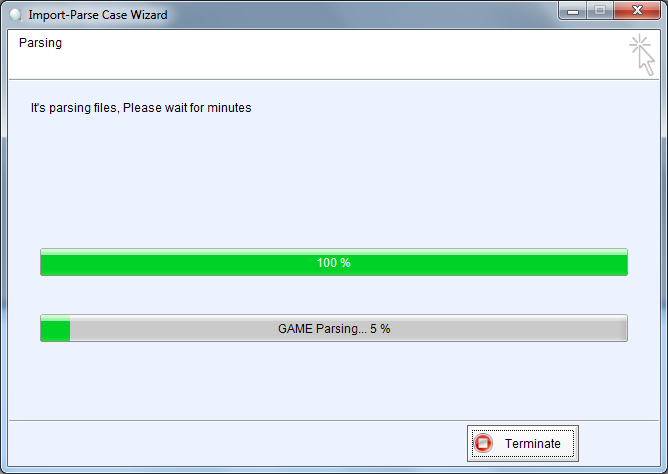 Import-Parse Case Wizard
Parsing
It's parsing files, Please wait for minutes
100 %
GAME Parsing... 5 %
Terminate